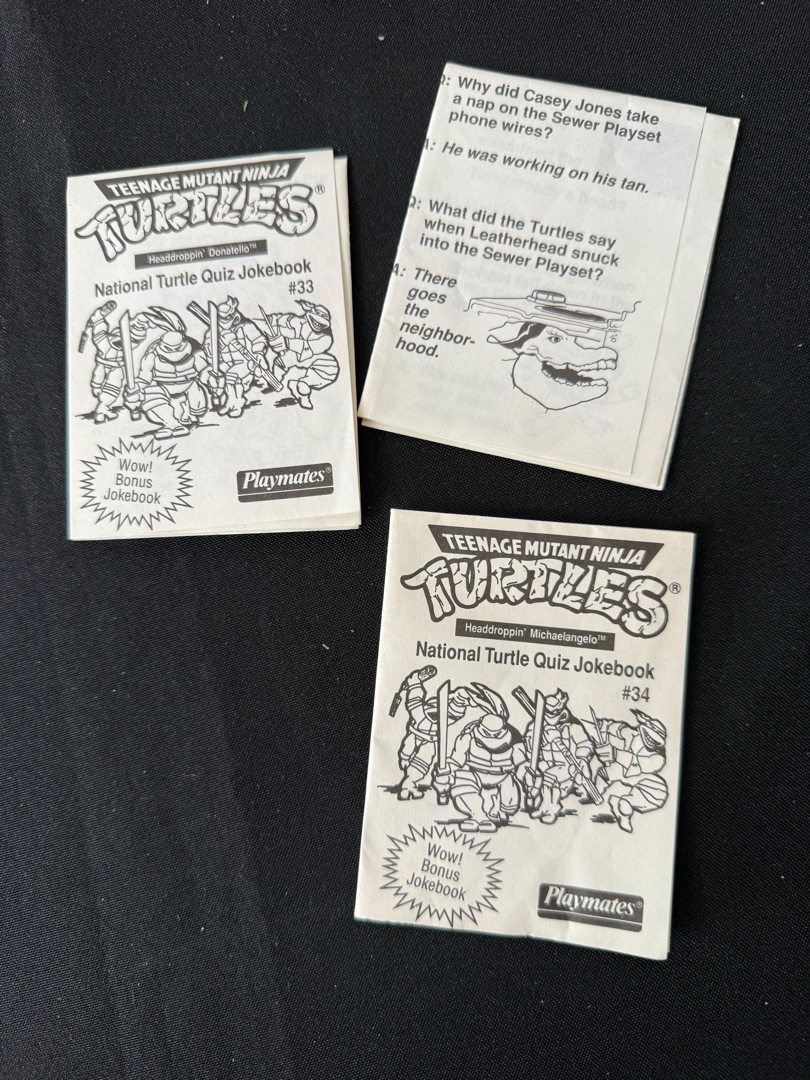 TEENAGE MUTANT NINJA
TURTLES®
Headdroppin' Donatello™
National Turtle Quiz Jokebook
#33
Wow!
Bonus
Jokebook
Playmates®
Q: Why did Casey Jones take
a nap on the Sewer Playset
phone wires?
A: He was working on his tan.
Q: What did the Turtles say
when Leatherhead snuck
into the Sewer Playset?
A: There
goes
the
neighbor-
hood.
TEENAGE MUTANT NINJA
TURTLES®
Headdroppin' Michaelangelo™
National Turtle Quiz Jokebook
#34
Wow!
Bonus
Jokebook
Playmates®